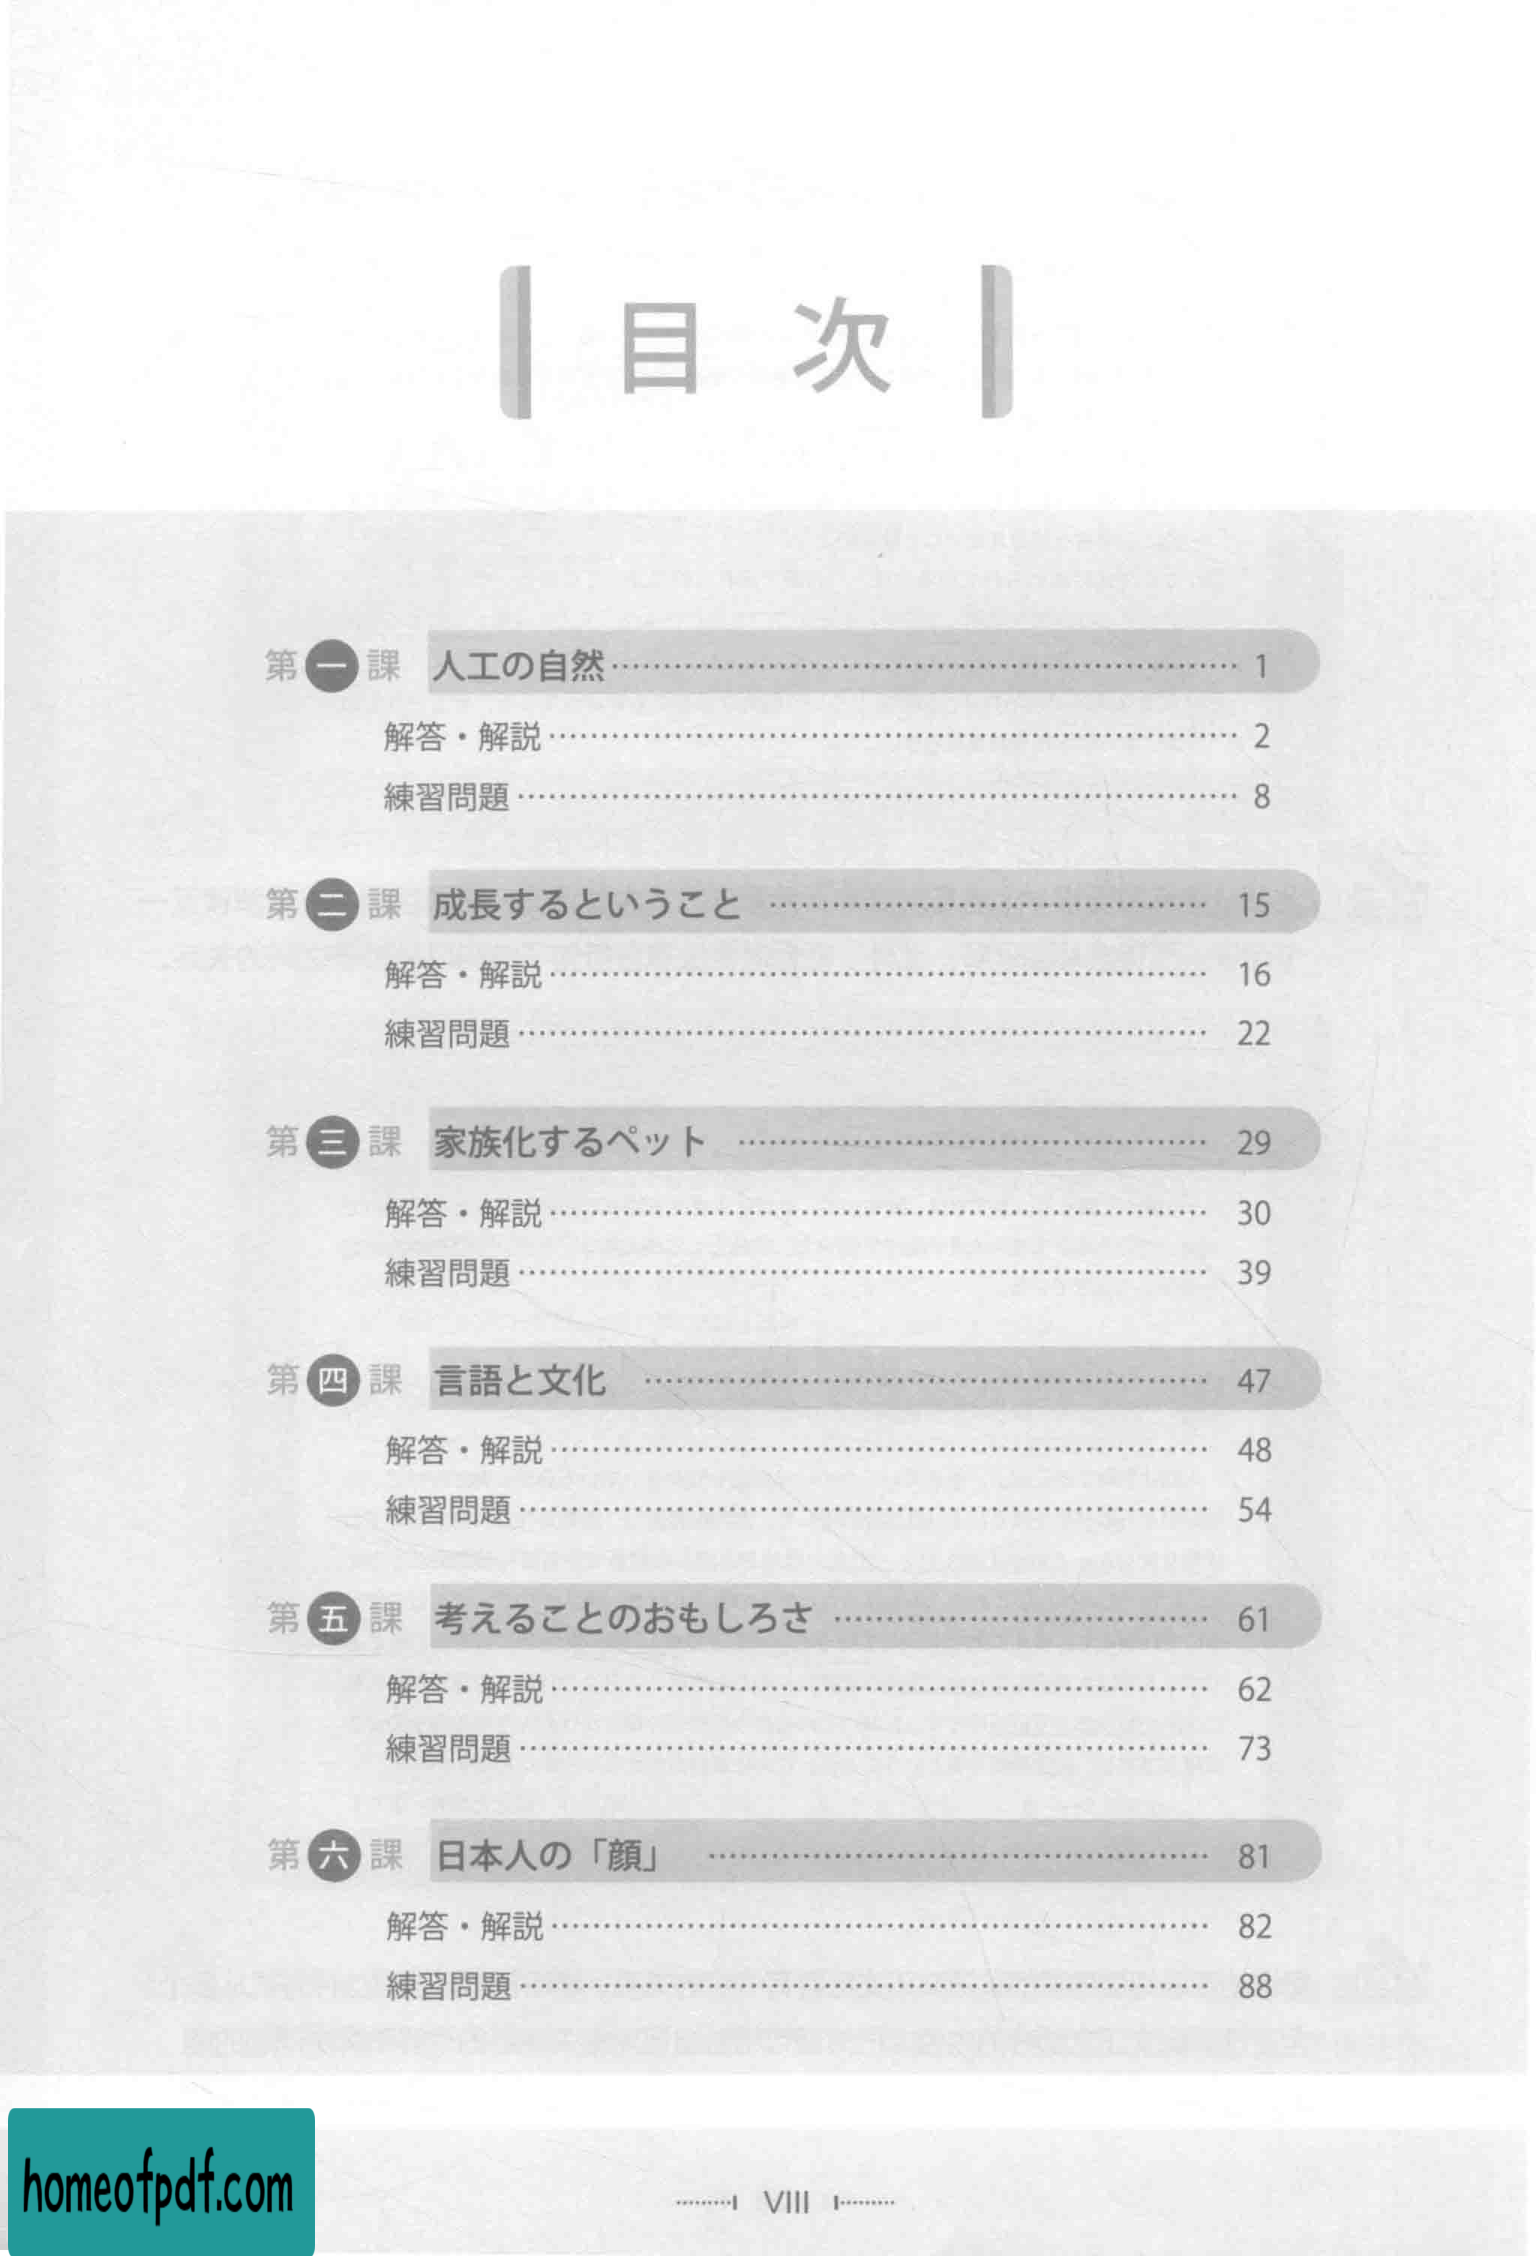 目 次
第一課 人工の自然 1
解答・解説 2
練習問題 8
第二課 成長するということ 15
解答・解説 16
練習問題 22
第三課 家族化するペット 29
解答・解説 30
練習問題 39
第四課 言語と文化 47
解答・解説 48
練習問題 54
第五課 考えることのおもしろさ 61
解答・解説 62
練習問題 73
第六課 日本人の「顔」 81
解答・解説 82
練習問題 88
VIII
homeofpdf.com